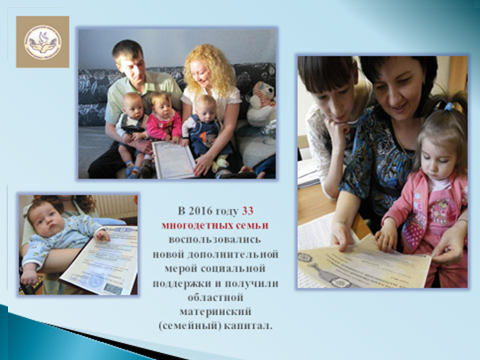 В 2016 году 33
многодетных семьи
воспользовались
новой дополнительной
мерой социальной
поддержки и получили
областной
материнский
(семейный) капитал.